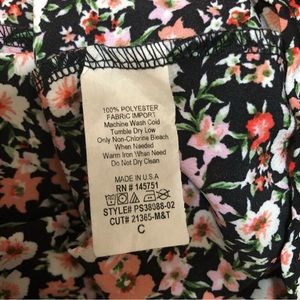 100% POLYESTER
FABRIC IMPORT
Machine Wash Cold
Tumble Dry Low
Only Non-Chlorine Bleach
When Needed
Warm Iron When Need
Do Not Dry Clean
MADE IN U.S.A
RN # 145751
STYLE# PS38088-02
CUT# 21365-M&T
C